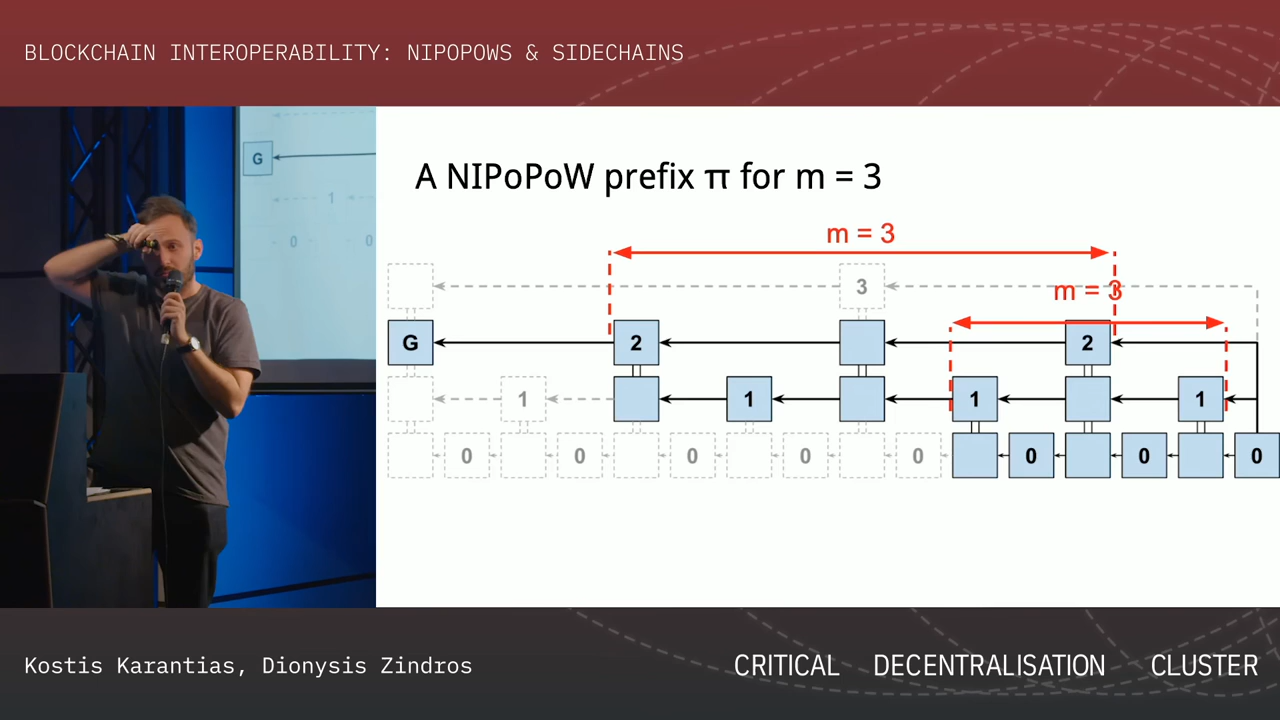 BLOCKCHAIN INTEROPERABILITY: NIPOPOWS & SIDECHAINS
G
1
0 0
A NIPoPoW prefix π for m = 3
m = 3
3
m = 3
G 2 2
1 1 1 1
0 0 0 0 0 0 0 0
Kostis Karantias, Dionysis Zindros
CRITICAL DECENTRALISATION CLUSTER